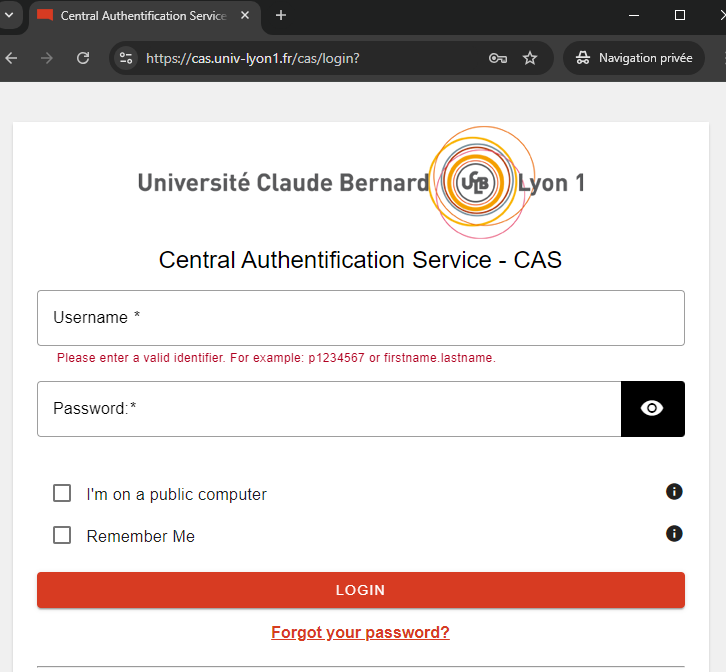 Central Authentification Service
https://cas.univ-lyon1.fr/cas/login?
Navigation privée
Université Claude Bernard UCBL Lyon 1
Central Authentification Service - CAS
Username *
Please enter a valid identifier. For example: p1234567 or firstname.lastname.
Password:*
I'm on a public computer
Remember Me
LOGIN
Forgot your password?